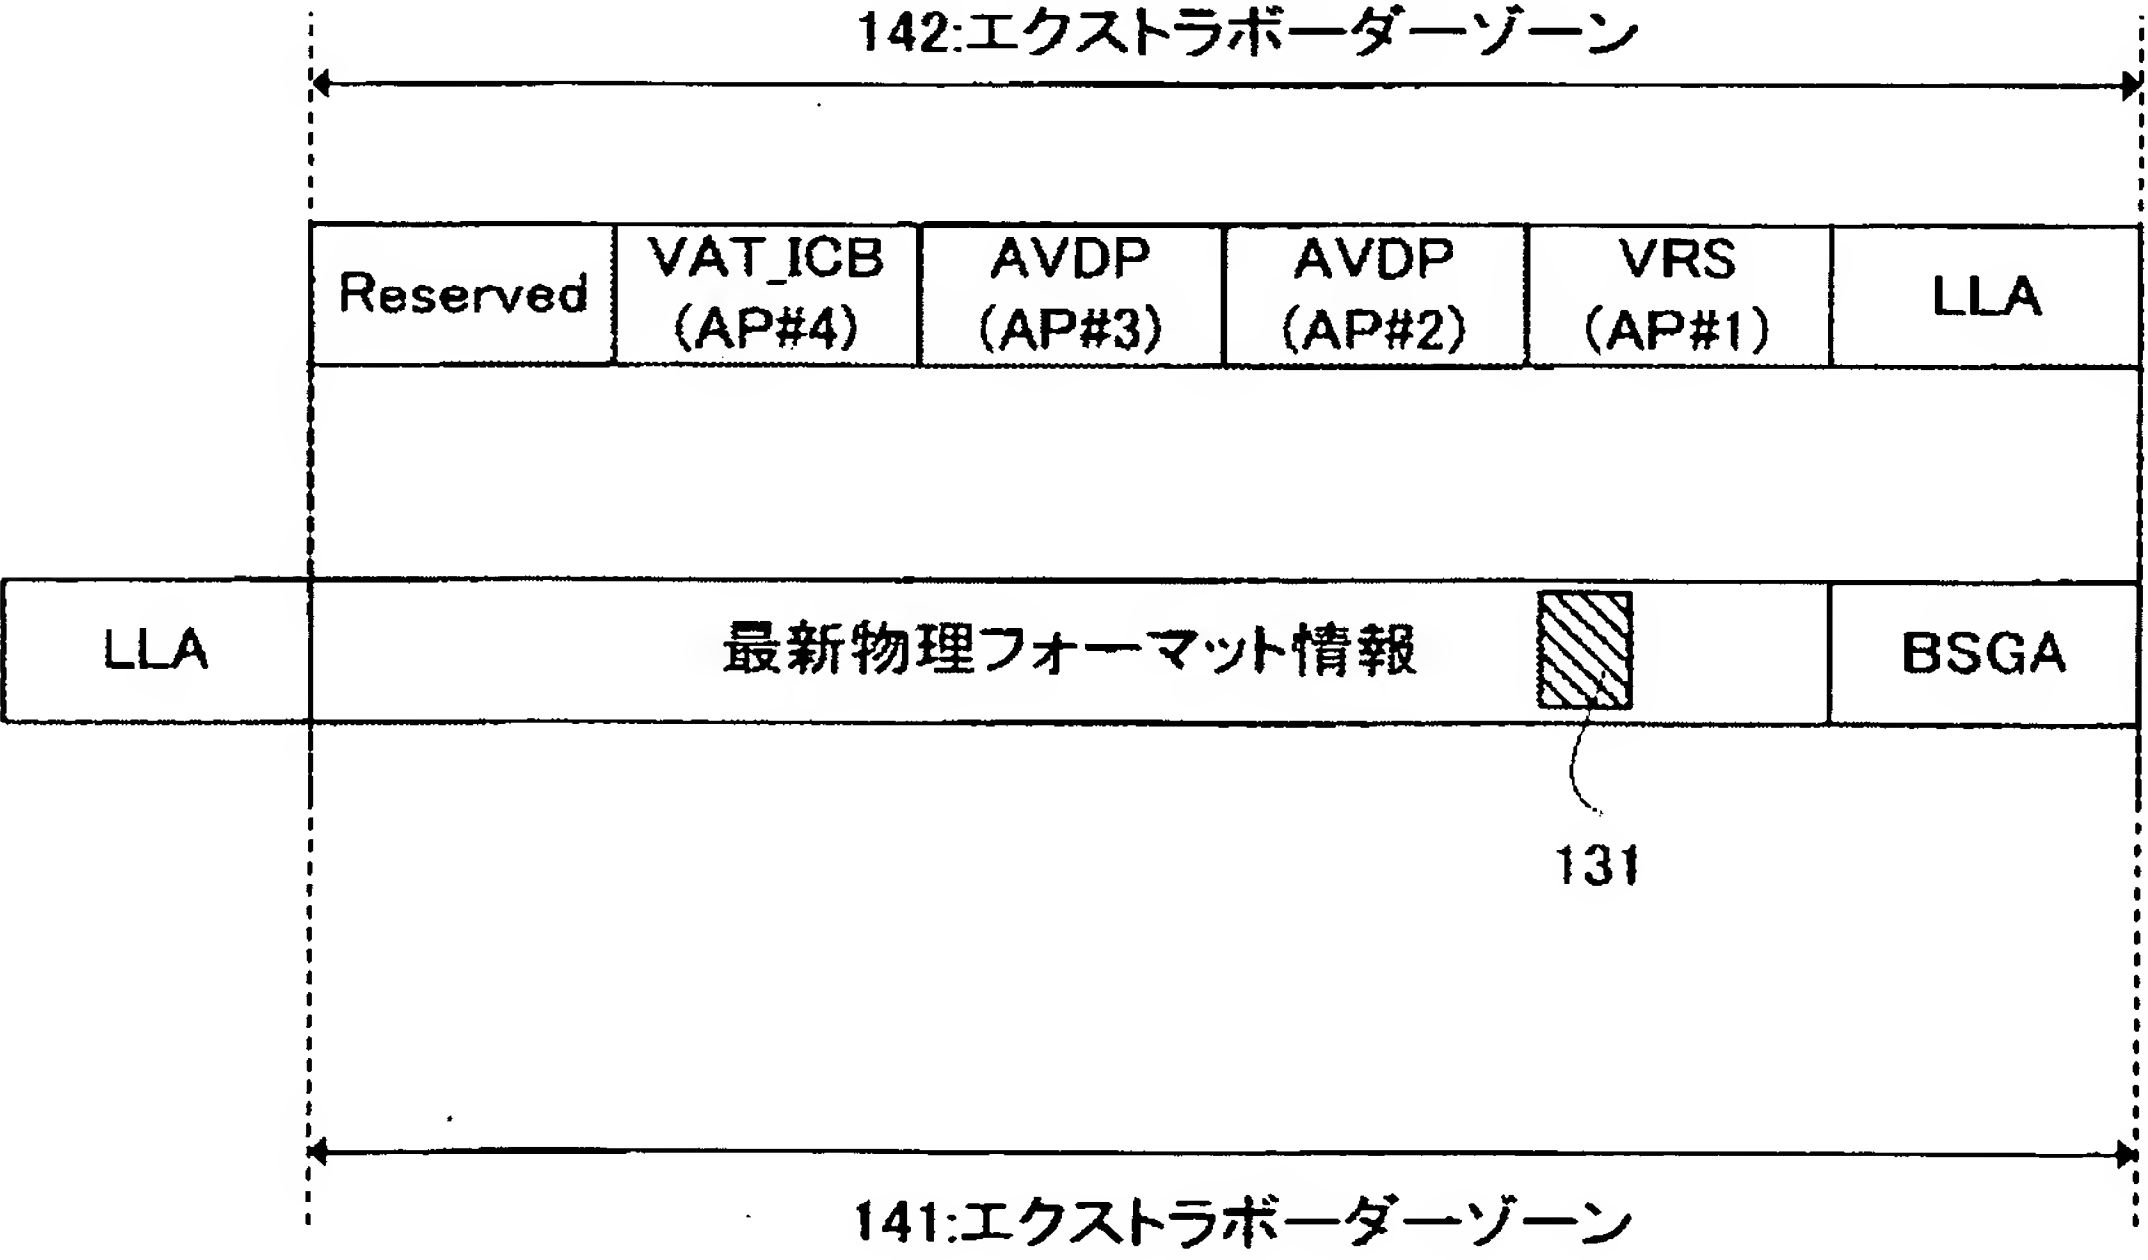 142:エクストラボーダーゾーン
Reserved
VAT_ICB
(AP#4)
AVDP
(AP#3)
AVDP
(AP#2)
VRS
(AP#1)
LLA
LLA
最新物理フォーマット情報
BSGA
131
141:エクストラボーダーゾーン